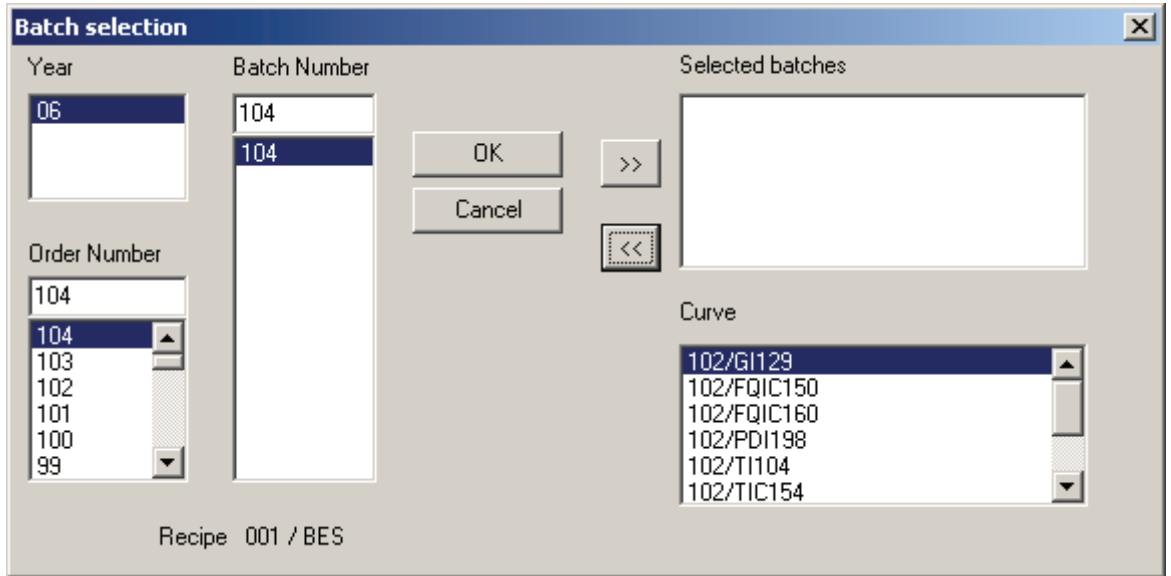 Batch selection
Year
06
Batch Number
104
104
OK
Cancel
>>
<<
Selected batches
Order Number
104
104
103
102
101
100
99
Curve
102/GI129
102/FQIC150
102/FQIC160
102/PDI198
102/TI104
102/TIC154
Recipe 001 / BES